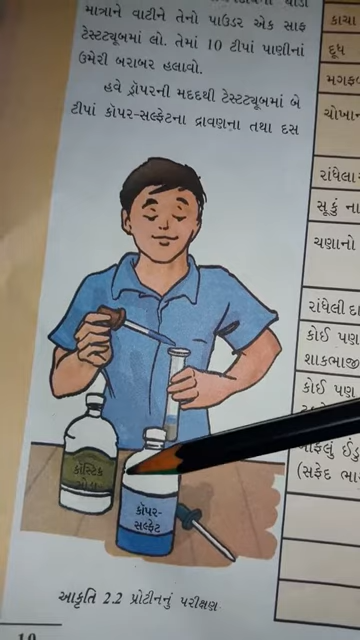 માત્રાને વાટીને તેનો પાઉડર એક સાફ
ટેસ્ટટ્યૂબમાં લો. તેમાં 10 ટીપાં પાણીનાં
ઉમેરી બરાબર હલાવો.
હવે ડ્રૉપરની મદદથી ટેસ્ટટ્યૂબમાં બે
ટીપાં કૉપર-સલ્ફેટના દ્રાવણના તથા દસ
કૉસ્ટિક
સોડા
કૉપર-
સલ્ફેટ
આકૃતિ 2.2 પ્રોટીનનું પરીક્ષણ
10
કાચા
દૂધ
મગફ
ચોખાન
રાંધેલા
સૂકું ના
ચણાનો
રાંધેલી દા
કોઈ પણ
શાકભાજી
કોઈ પણ
બાફેલું ઈંડુ
(સફેદ ભા